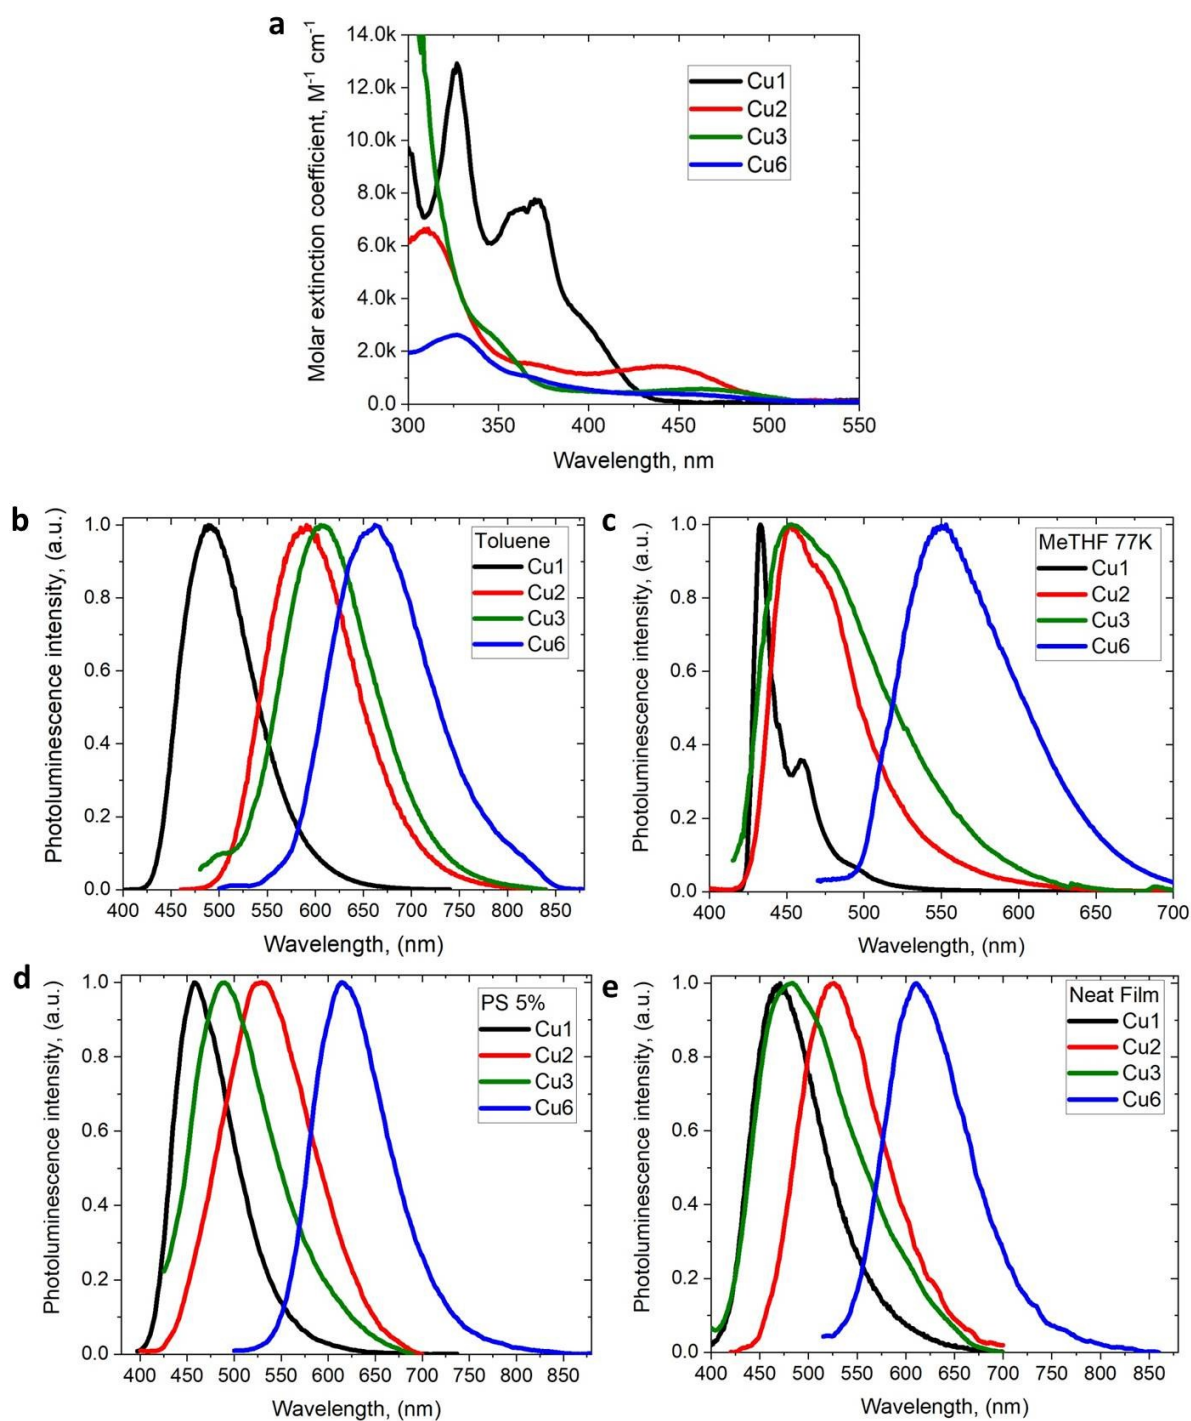 a
14.0k
12.0k
10.0k
8.0k
6.0k
4.0k
2.0k
0.0
Molar extinction coefficient, M-1 cm-1
Cu1
Cu2
Cu3
Cu6
300 350 400 450 500 550
Wavelength, nm
b
1.0
0.8
0.6
0.4
0.2
0.0
Photoluminescence intensity, (a.u.)
Toluene
Cu1
Cu2
Cu3
Cu6
400 450 500 550 600 650 700 750 800 850
Wavelength, (nm)
c
1.0
0.8
0.6
0.4
0.2
0.0
Photoluminescence intensity, (a.u.)
MeTHF 77K
Cu1
Cu2
Cu3
Cu6
400 450 500 550 600 650 700
Wavelength, (nm)
d
1.0
0.8
0.6
0.4
0.2
0.0
Photoluminescence intensity, (a.u.)
PS 5%
Cu1
Cu2
Cu3
Cu6
400 450 500 550 600 650 700 750 800 850
Wavelength, (nm)
e
1.0
0.8
0.6
0.4
0.2
0.0
Photoluminescence intensity, (a.u.)
Neat Film
Cu1
Cu2
Cu3
Cu6
400 450 500 550 600 650 700 750 800 850
Wavelength, (nm)